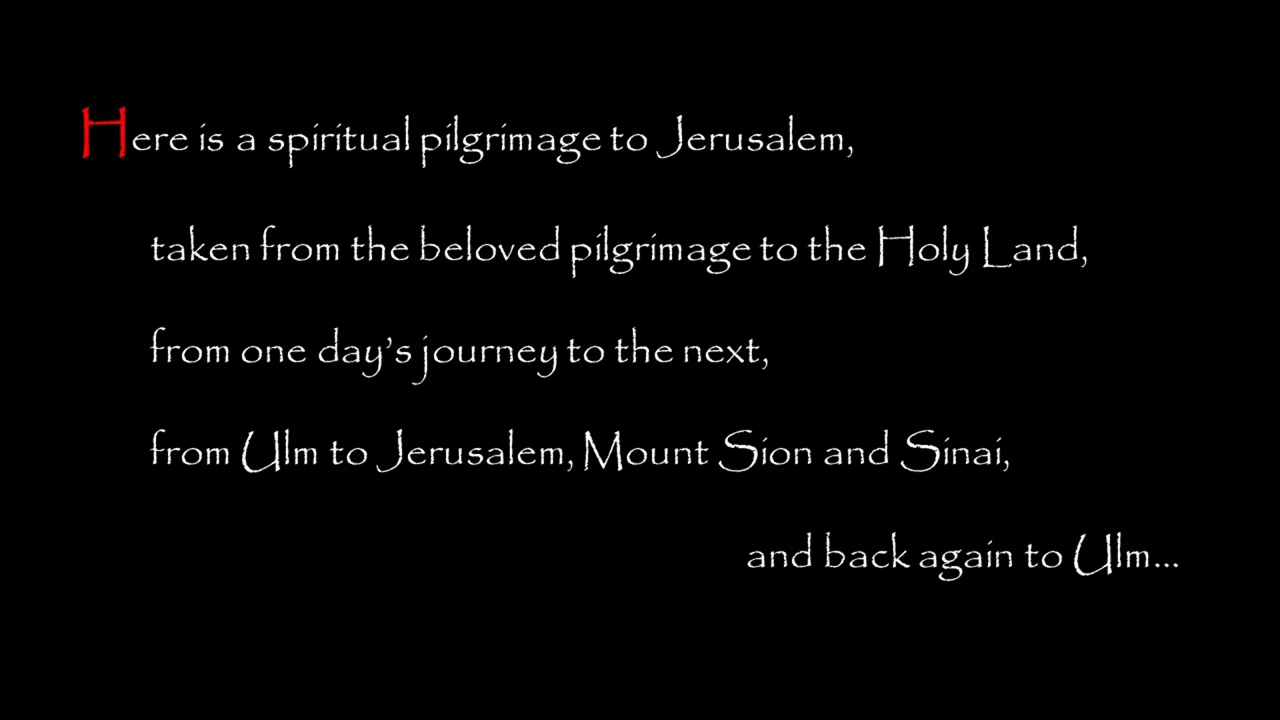 Here is a spiritual pilgrimage to Jerusalem,
taken from the beloved pilgrimage to the Holy Land,
from one day's journey to the next,
from Ulm to Jerusalem, Mount Sion and Sinai,
and back again to Ulm...